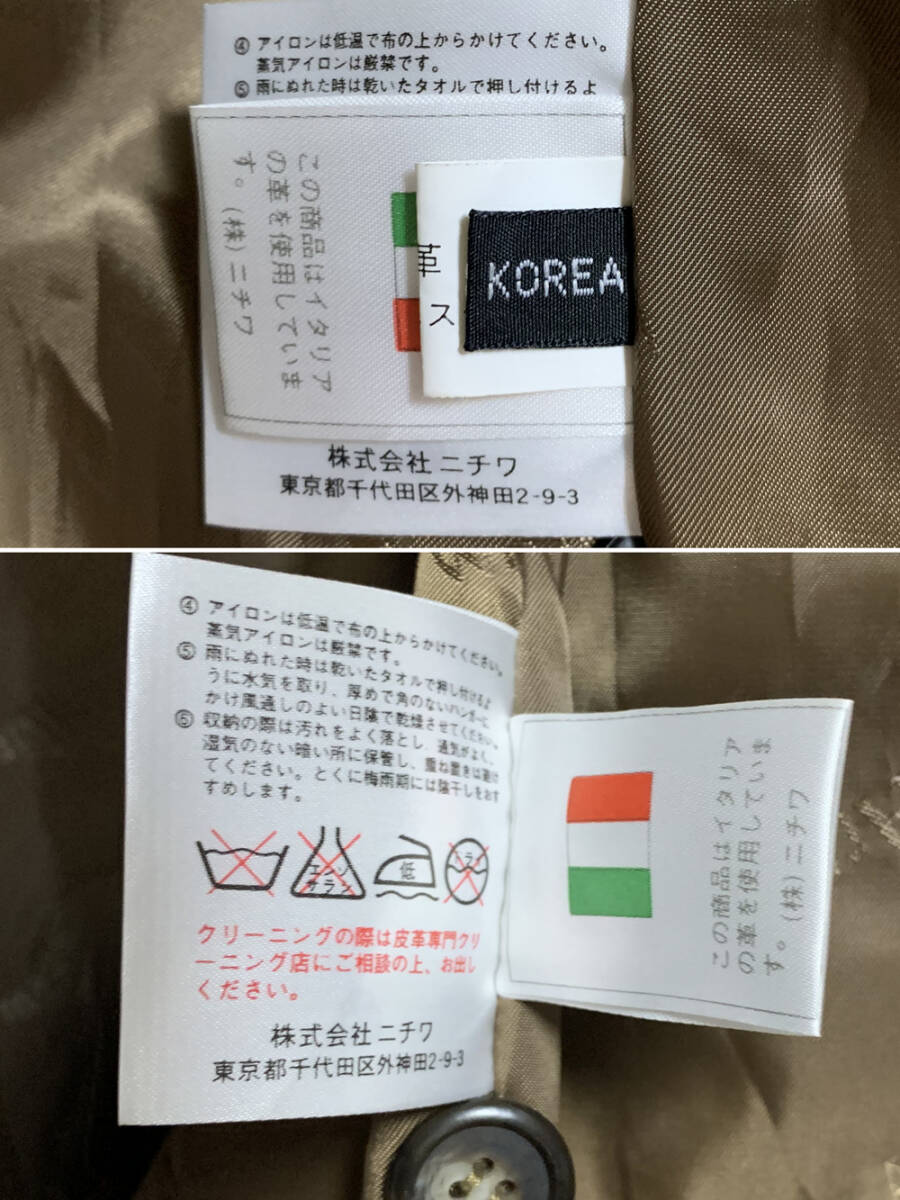 ④ アイロンは低温で布の上からかけてください。
蒸気アイロンは厳禁です。
⑤ 雨にぬれた時は乾いたタオルで押し付けるよ
この商品はイタリア
の革を使用していま
す。(株)ニチワ
革
ス
KOREA
株式会社 ニチワ
東京都千代田区外神田2-9-3
④ アイロンは低温で布の上からかけてください。
蒸気アイロンは厳禁です。
⑤ 雨にぬれた時は乾いたタオルで押し付けるよ
うに水気を取り、厚めで角のないハンガーに
かけ風通しのよい日陰で乾燥させてください。
⑥ 収納の際は汚れをよく落とし、通気がよく、
湿気のない暗い所に保管し、重ね置きは避け
てください。とくに梅雨期には陰干しをおす
すめします。
エンソ
サラシ
低
ドライ
クリーニングの際は皮革専門クリ
ーニング店にご相談の上、お出し
ください。
株式会社 ニチワ
東京都千代田区外神田2-9-3
この商品はイタリア
の革を使用していま
す。(株)ニチワ